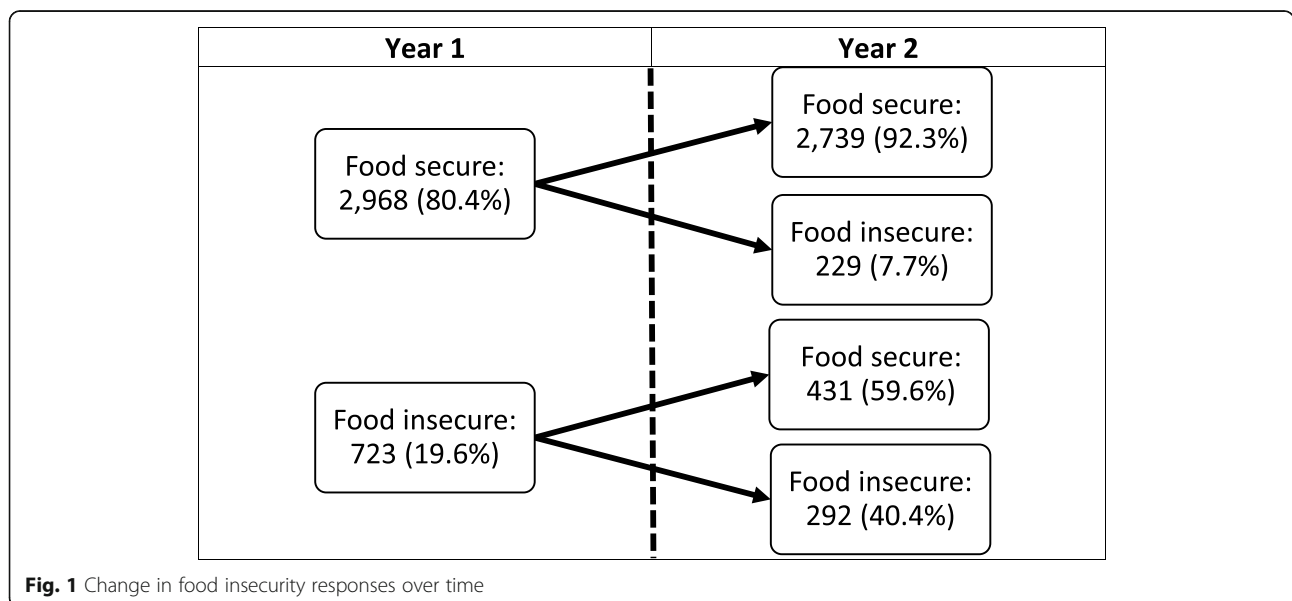 Year 1
Year 2
Food secure:
2,968 (80.4%)
Food secure:
2,739 (92.3%)
Food insecure:
229 (7.7%)
Food insecure:
723 (19.6%)
Food secure:
431 (59.6%)
Food insecure:
292 (40.4%)
Fig. 1 Change in food insecurity responses over time